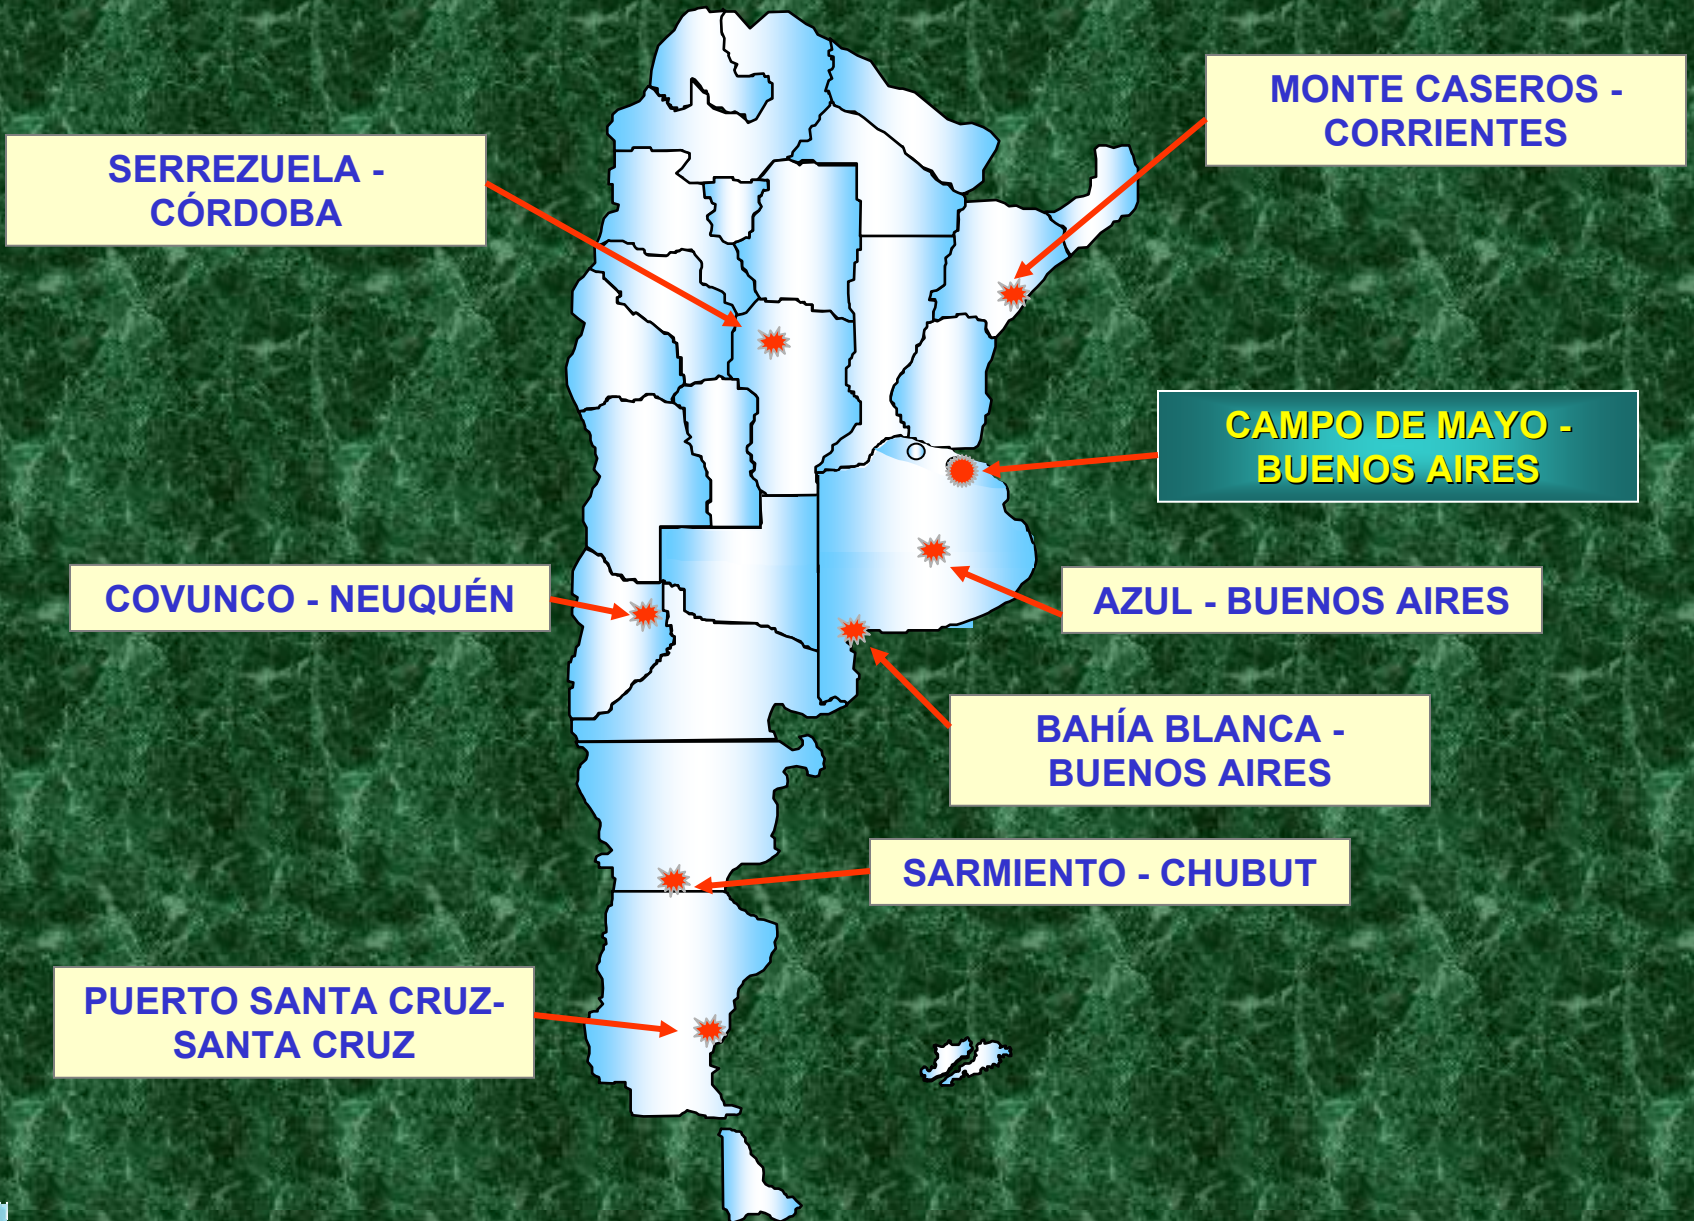 MONTE CASEROS -
CORRIENTES
SERREZUELA -
CÓRDOBA
CAMPO DE MAYO -
BUENOS AIRES
COVUNCO - NEUQUÉN
AZUL - BUENOS AIRES
BAHÍA BLANCA -
BUENOS AIRES
SARMIENTO - CHUBUT
PUERTO SANTA CRUZ-
SANTA CRUZ